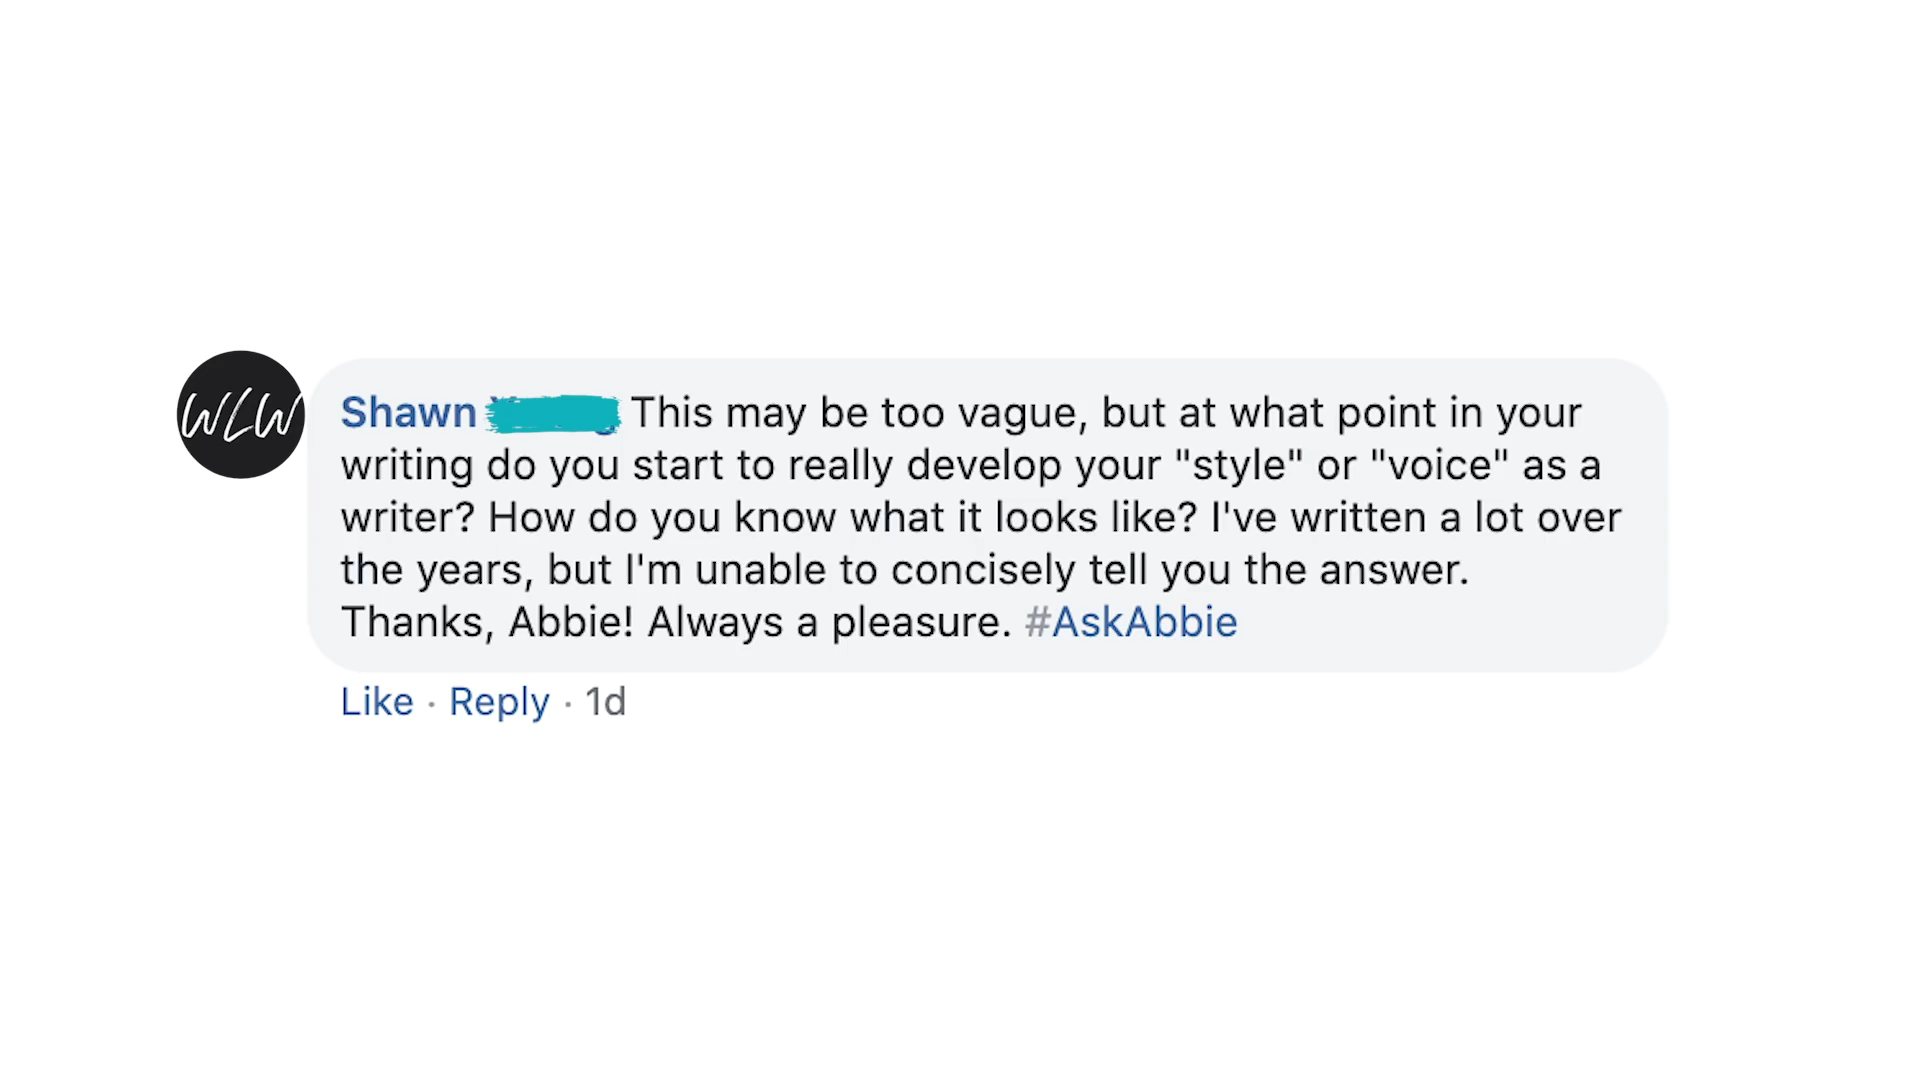 WLW
Shawn This may be too vague, but at what point in your
writing do you start to really develop your "style" or "voice" as a
writer? How do you know what it looks like? I've written a lot over
the years, but I'm unable to concisely tell you the answer.
Thanks, Abbie! Always a pleasure. #AskAbbie
Like · Reply · 1d